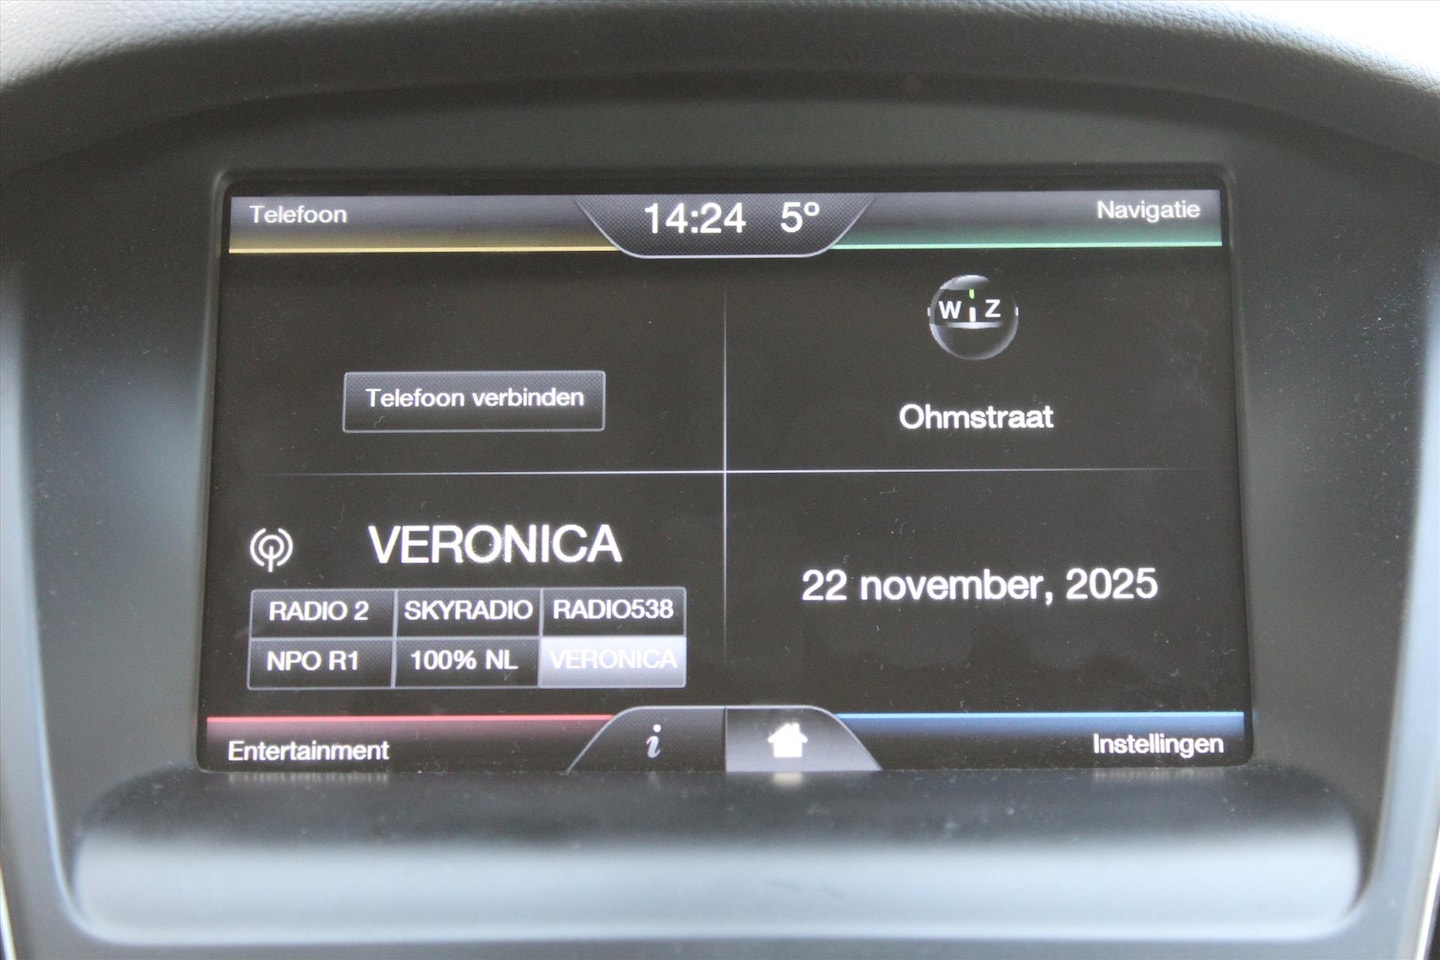 Telefoon
14:24 5°
Navigatie
W Z
Telefoon verbinden
Ohmstraat
VERONICA
RADIO 2 SKYRADIO RADIO538
NPO R1 100% NL VERONICA
22 november, 2025
Entertainment
i
Instellingen